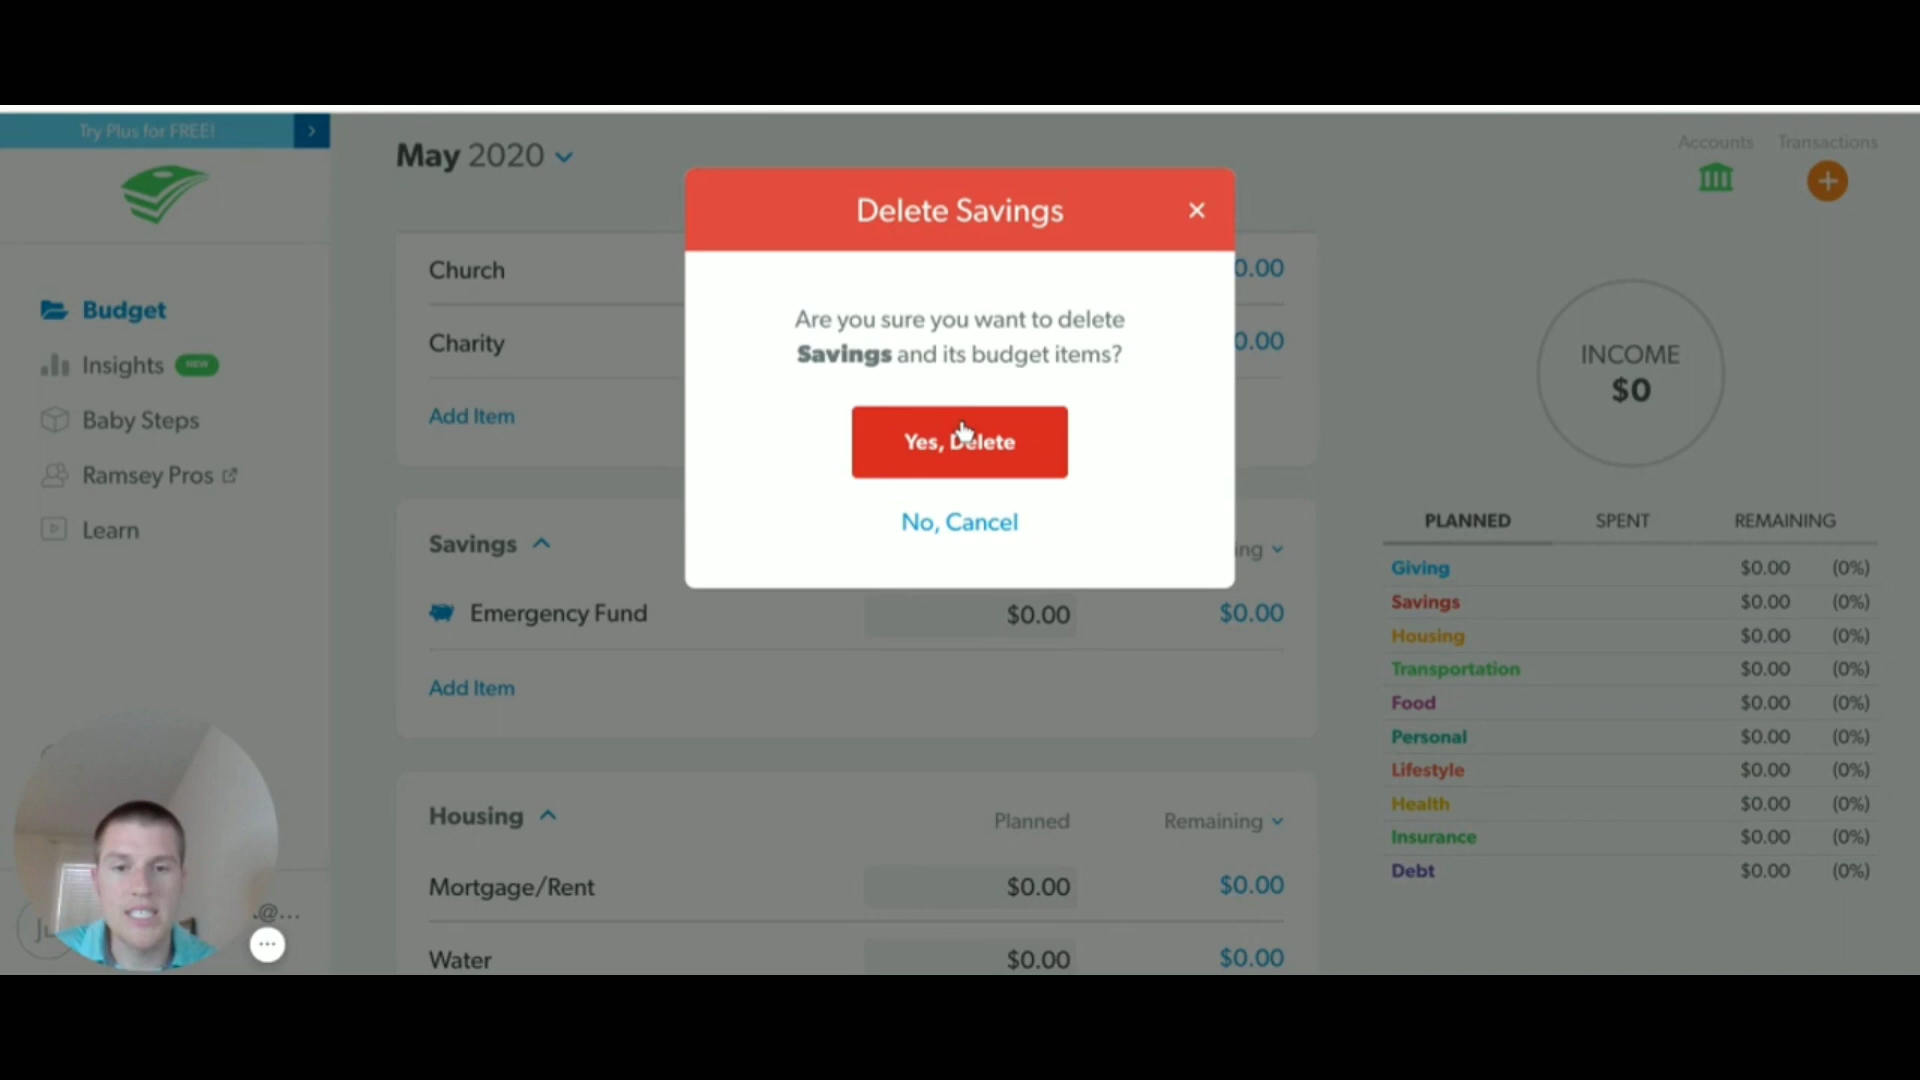 Try Plus for FREE!
May 2020
Accounts
Transactions
Delete Savings
Church
0.00
Are you sure you want to delete
Savings and its budget items?
Charity
0.00
Add Item
Yes, Delete
No, Cancel
Budget
Insights NEW
Baby Steps
Ramsey Pros
Learn
INCOME
$0
Savings
ing
Emergency Fund $0.00 $0.00
Add Item
Housing Planned Remaining
Mortgage/Rent $0.00 $0.00
Water $0.00 $0.00
PLANNED SPENT REMAINING
Giving $0.00 (0%)
Savings $0.00 (0%)
Housing $0.00 (0%)
Transportation $0.00 (0%)
Food $0.00 (0%)
Personal $0.00 (0%)
Lifestyle $0.00 (0%)
Health $0.00 (0%)
Insurance $0.00 (0%)
Debt $0.00 (0%)
.@...